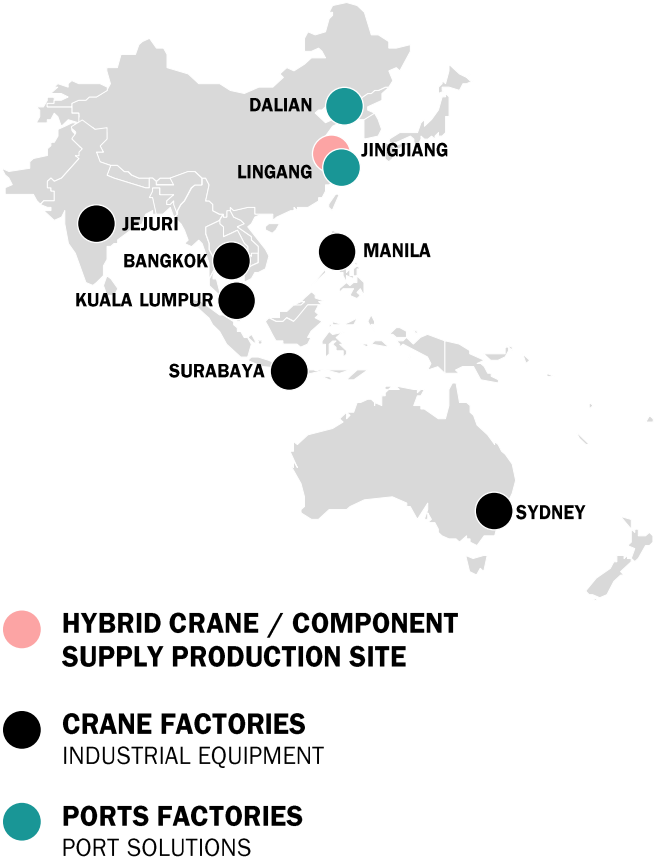 DALIAN
JINGJIANG
LINGANG
JEJURI
MANILA
BANGKOK
KUALA LUMPUR
SURABAYA
SYDNEY
HYBRID CRANE / COMPONENT
SUPPLY PRODUCTION SITE
CRANE FACTORIES
INDUSTRIAL EQUIPMENT
PORTS FACTORIES
PORT SOLUTIONS